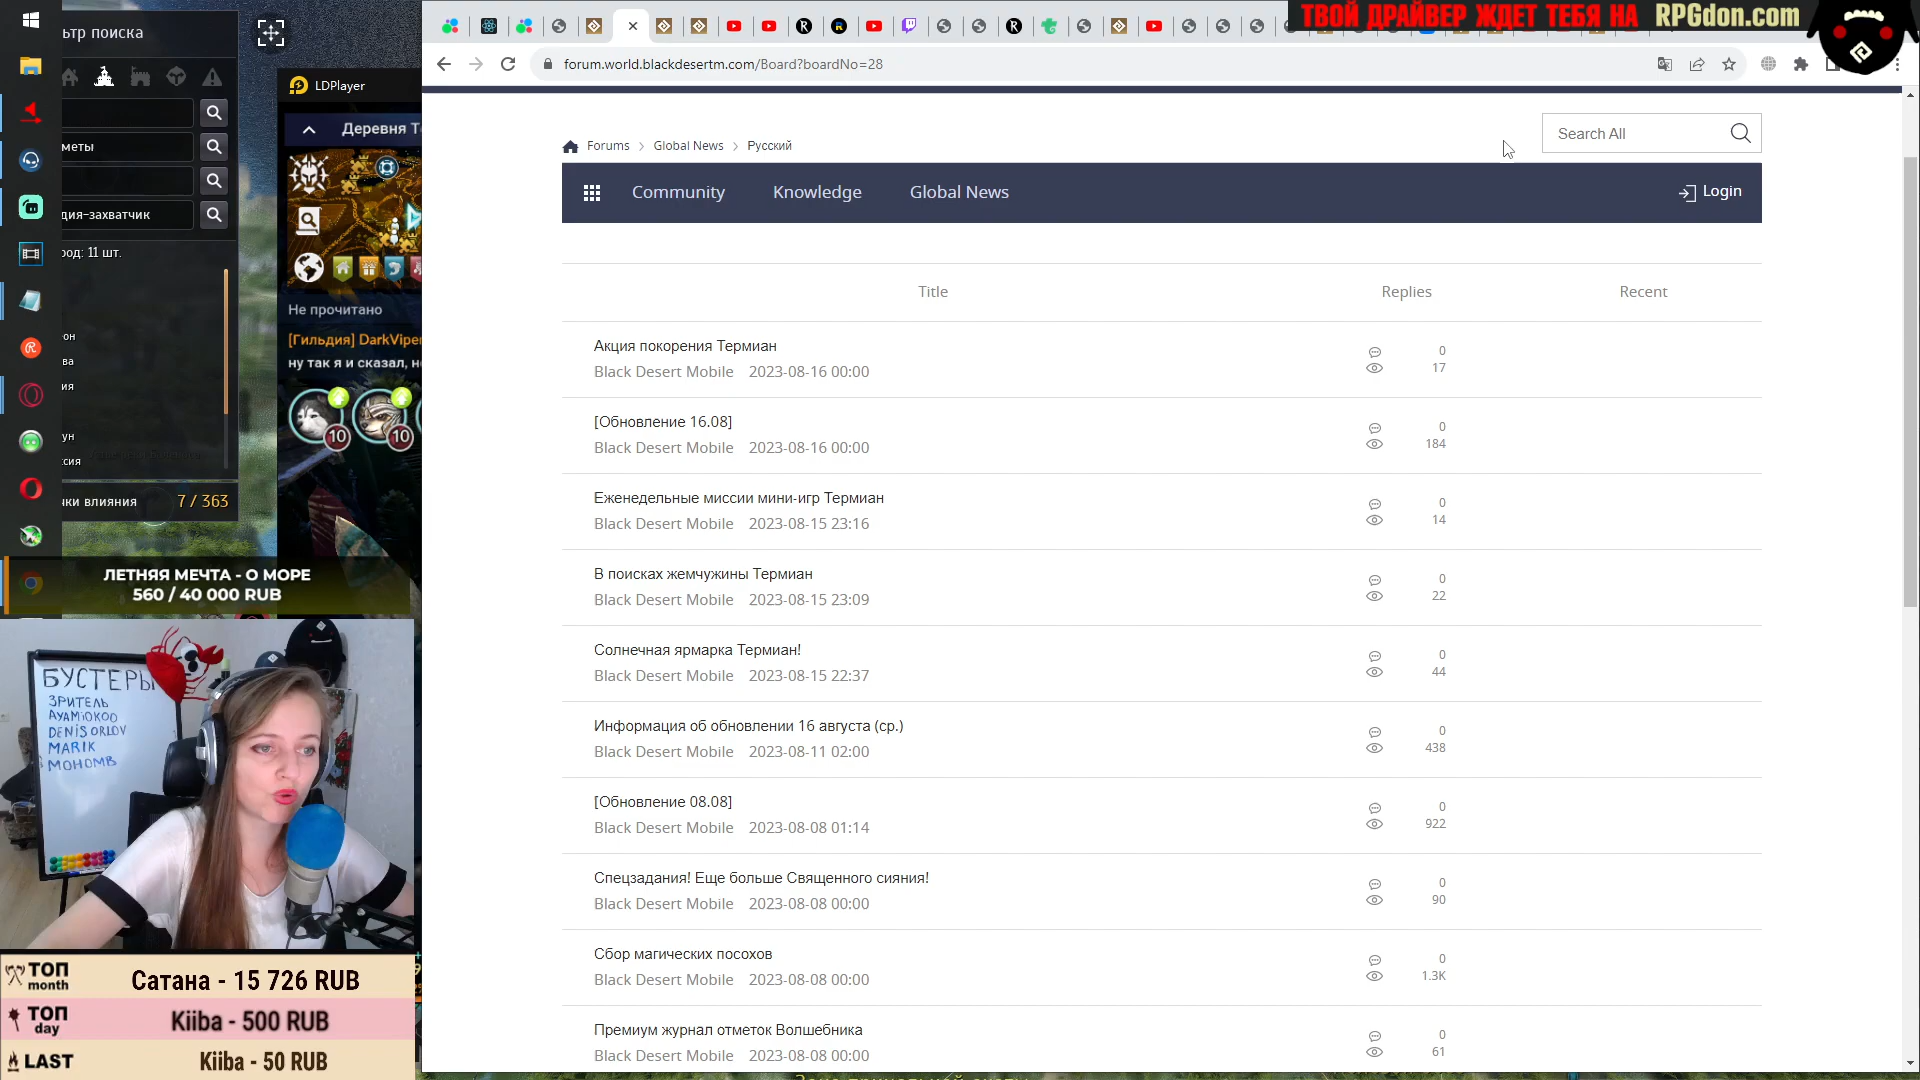 ТВОЙ ДРАЙВЕР ЖДЕТ ТЕБЯ НА RPGdon.com
forum.world.blackdesertm.com/Board?boardNo=28
ьтр поиска
меты
дия-захватчик
род: 11 шт.
он
ва
ия
ун
сия
чки влияния 7 / 363
LDPlayer
Деревня Т
Не прочитано
[Гильдия] DarkViper
ну так я и сказал, н
10
10
ЛЕТНЯЯ МЕЧТА - О МОРЕ
560 / 40 000 RUB
БУСТЕРЫ
ЗРИТЕЛЬ
AYAMIOKOO
DENIS ORLOV
MARIK
МОНОМВ
ТОП month Сатана - 15 726 RUB
ТОП day Kiiba - 500 RUB
LAST Kiiba - 50 RUB
Forums > Global News > Русский
Search All
Community Knowledge Global News Login
Title Replies Recent
Акция покорения Термиан
Black Desert Mobile 2023-08-16 00:00
0
17
[Обновление 16.08]
Black Desert Mobile 2023-08-16 00:00
0
184
Еженедельные миссии мини-игр Термиан
Black Desert Mobile 2023-08-15 23:16
0
14
В поисках жемчужины Термиан
Black Desert Mobile 2023-08-15 23:09
0
22
Солнечная ярмарка Термиан!
Black Desert Mobile 2023-08-15 22:37
0
44
Информация об обновлении 16 августа (ср.)
Black Desert Mobile 2023-08-11 02:00
0
438
[Обновление 08.08]
Black Desert Mobile 2023-08-08 01:14
0
922
Спецзадания! Еще больше Священного сияния!
Black Desert Mobile 2023-08-08 00:00
0
90
Сбор магических посохов
Black Desert Mobile 2023-08-08 00:00
0
1.3K
Премиум журнал отметок Волшебника
Black Desert Mobile 2023-08-08 00:00
0
61